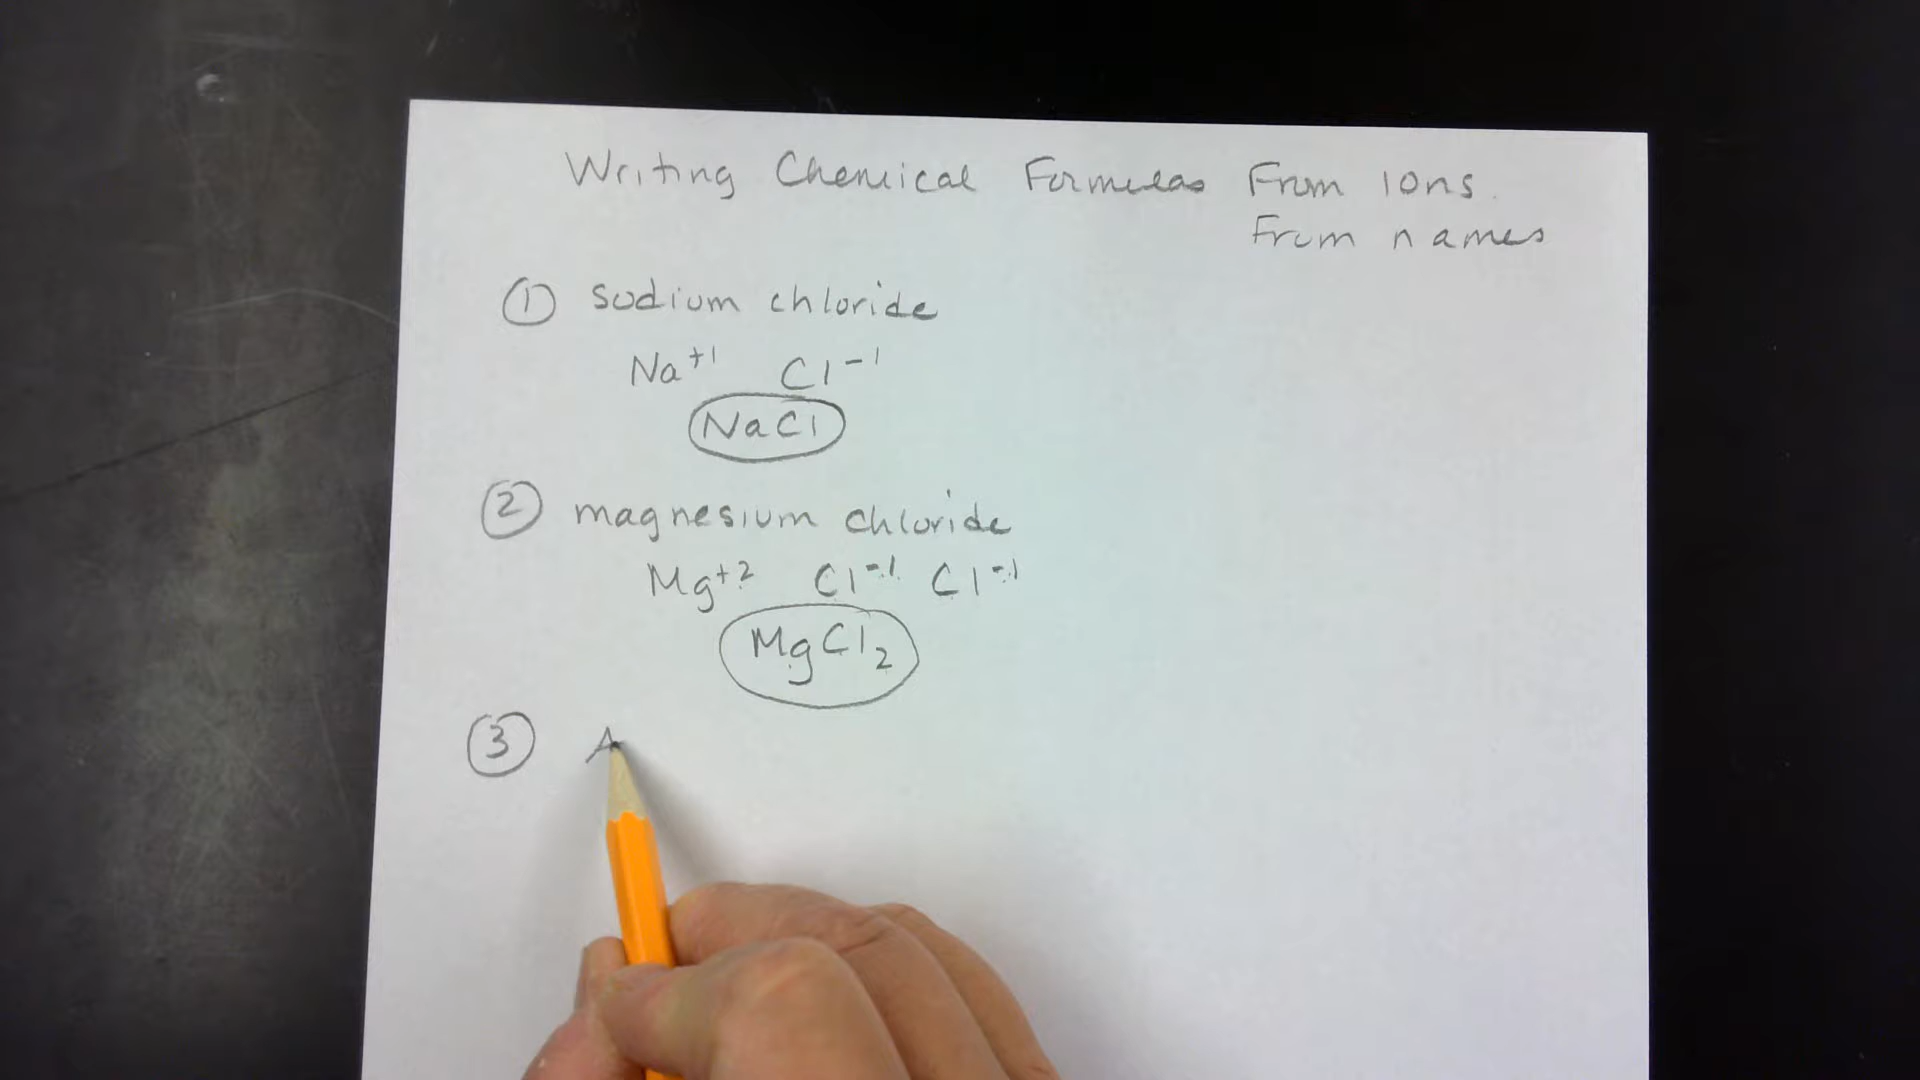 Writing Chemical Formulas From Ions.
From names
① sodium chloride
Na⁺¹ Cl⁻¹
NaCl
② magnesium chloride
Mg⁺² Cl⁻¹ Cl⁻¹
MgCl₂
③ A